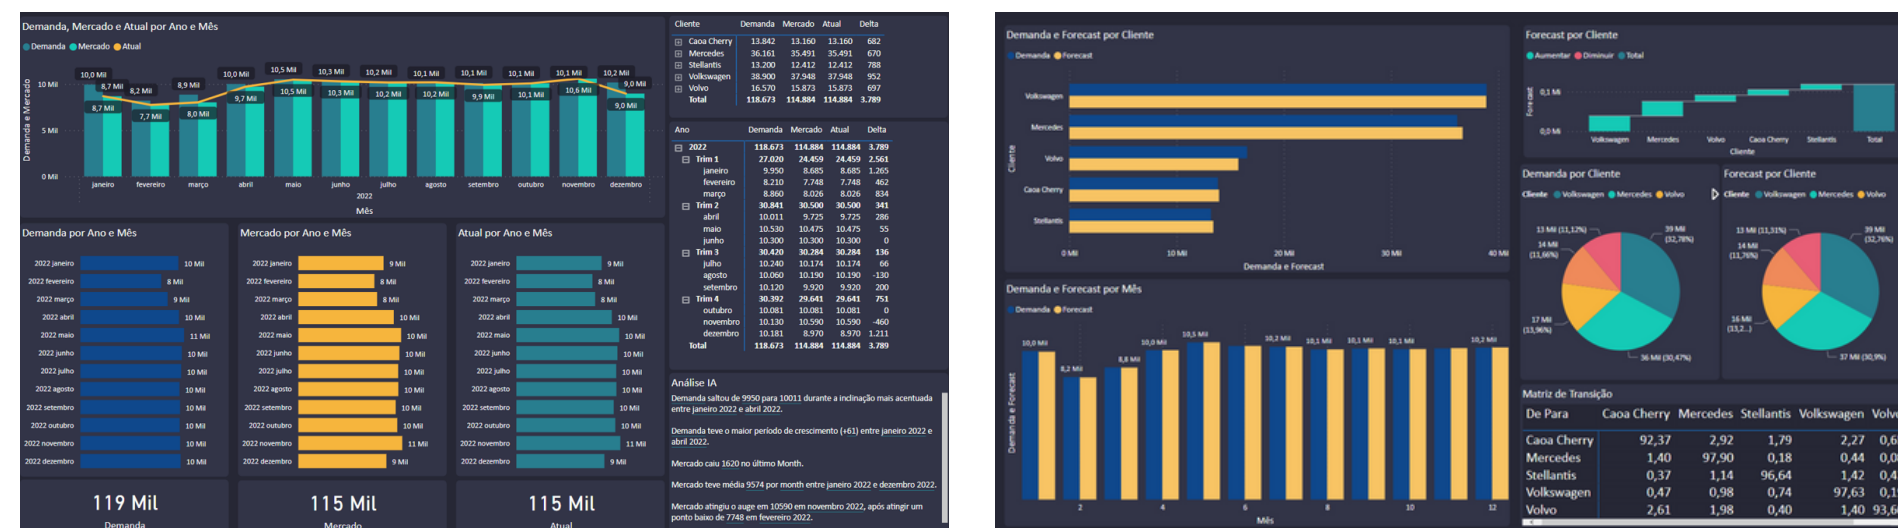 Demanda, Mercado e Atual por Ano e Mês
Demanda Mercado Atual
Demanda e Mercado
10 Mil
5 Mil
0 Mil
10,0 Mil 8,2 Mil 8,9 Mil 10,0 Mil 10,5 Mil 10,3 Mil 10,2 Mil 10,1 Mil 10,1 Mil 10,1 Mil 10,1 Mil 10,2 Mil
8,7 Mil 9,0 Mil
8,7 Mil 7,7 Mil 8,0 Mil 9,7 Mil 10,5 Mil 10,3 Mil 10,2 Mil 10,2 Mil 9,9 Mil 10,1 Mil 10,6 Mil 9,0 Mil
janeiro fevereiro março abril maio junho julho agosto setembro outubro novembro dezembro
2022
Mês
Demanda por Ano e Mês
2022 janeiro 10 Mil
2022 fevereiro 8 Mil
2022 março 9 Mil
2022 abril 10 Mil
2022 maio 11 Mil
2022 junho 10 Mil
2022 julho 10 Mil
2022 agosto 10 Mil
2022 setembro 10 Mil
2022 outubro 10 Mil
2022 novembro 10 Mil
2022 dezembro 10 Mil
119 Mil
Demanda
Mercado por Ano e Mês
2022 janeiro 9 Mil
2022 fevereiro 8 Mil
2022 março 8 Mil
2022 abril 10 Mil
2022 maio 10 Mil
2022 junho 10 Mil
2022 julho 10 Mil
2022 agosto 10 Mil
2022 setembro 10 Mil
2022 outubro 10 Mil
2022 novembro 11 Mil
2022 dezembro 9 Mil
115 Mil
Mercado
Atual por Ano e Mês
2022 janeiro 9 Mil
2022 fevereiro 8 Mil
2022 março 8 Mil
2022 abril 10 Mil
2022 maio 10 Mil
2022 junho 10 Mil
2022 julho 10 Mil
2022 agosto 10 Mil
2022 setembro 10 Mil
2022 outubro 10 Mil
2022 novembro 11 Mil
2022 dezembro 9 Mil
115 Mil
Atual
Cliente Demanda Mercado Atual Delta
Caoa Cherry 13.842 13.160 13.160 682
Mercedes 36.161 35.491 35.491 670
Stellantis 13.200 12.412 12.412 788
Volkswagen 38.900 37.948 37.948 952
Volvo 16.570 15.873 15.873 697
Total 118.673 114.884 114.884 3.789
Ano Demanda Mercado Atual Delta
2022 118.673 114.884 114.884 3.789
Trim 1 27.020 24.459 24.459 2.561
janeiro 9.950 8.685 8.685 1.265
fevereiro 8.210 7.748 7.748 462
março 8.860 8.026 8.026 834
Trim 2 30.841 30.500 30.500 341
abril 10.011 9.725 9.725 286
maio 10.530 10.475 10.475 55
junho 10.300 10.300 10.300 0
Trim 3 30.420 30.284 30.284 136
julho 10.240 10.174 10.174 66
agosto 10.060 10.190 10.190 -130
setembro 10.120 9.920 9.920 200
Trim 4 30.392 29.641 29.641 751
outubro 10.081 10.081 10.081 0
novembro 10.130 10.590 10.590 -460
dezembro 10.181 8.970 8.970 1.211
Total 118.673 114.884 114.884 3.789
Análise IA
Demanda saltou de 9950 para 10011 durante a inclinação mais acentuada
entre janeiro 2022 e abril 2022.
Demanda teve o maior período de crescimento (+61) entre janeiro 2022 e
abril 2022.
Mercado caiu 1620 no último Month.
Mercado teve média 9574 por month entre janeiro 2022 e dezembro 2022.
Mercado atingiu o auge em 10590 em novembro 2022, após atingir um
ponto baixo de 7748 em fevereiro 2022.
Demanda e Forecast por Cliente
Demanda Forecast
Cliente
Volkswagen
Mercedes
Volvo
Caoa Cherry
Stellantis
0 Mil 10 Mil 20 Mil 30 Mil 40 Mil
Demanda e Forecast
Demanda e Forecast por Mês
Demanda Forecast
Demanda e Forecast
10,0 Mil 8,2 Mil 8,8 Mil 10,0 Mil 10,5 Mil 10,2 Mil 10,1 Mil 10,1 Mil 10,1 Mil 10,2 Mil
2 4 6 8 10 12
Mês
Forecast por Cliente
Aumentar Diminuir Total
Forecast
0,1 Mi
0,0 Mi
Volkswagen Mercedes Volvo Caoa Cherry Stellantis Total
Cliente
Demanda por Cliente
Cliente Volkswagen Mercedes Volvo
13 Mil (11,12%)
39 Mil
(32,78%)
14 Mil
(11,66%)
17 Mil
(13,96%)
36 Mil (30,47%)
Forecast por Cliente
Cliente Volkswagen Mercedes Volvo
13 Mil (11,31%)
39 Mil
(32,76%)
14 Mil
(11,76%)
16 Mil
(13,2...)
37 Mil (30,9%)
Matriz de Transição
De Para Caoa Cherry Mercedes Stellantis Volkswagen Volvo
Caoa Cherry 92,37 2,92 1,79 2,27
Mercedes 1,40 97,90 0,18 0,44
Stellantis 0,37 1,14 96,64 1,42
Volkswagen 0,47 0,98 0,74 97,63
Volvo 2,61 1,98 0,40 1,40